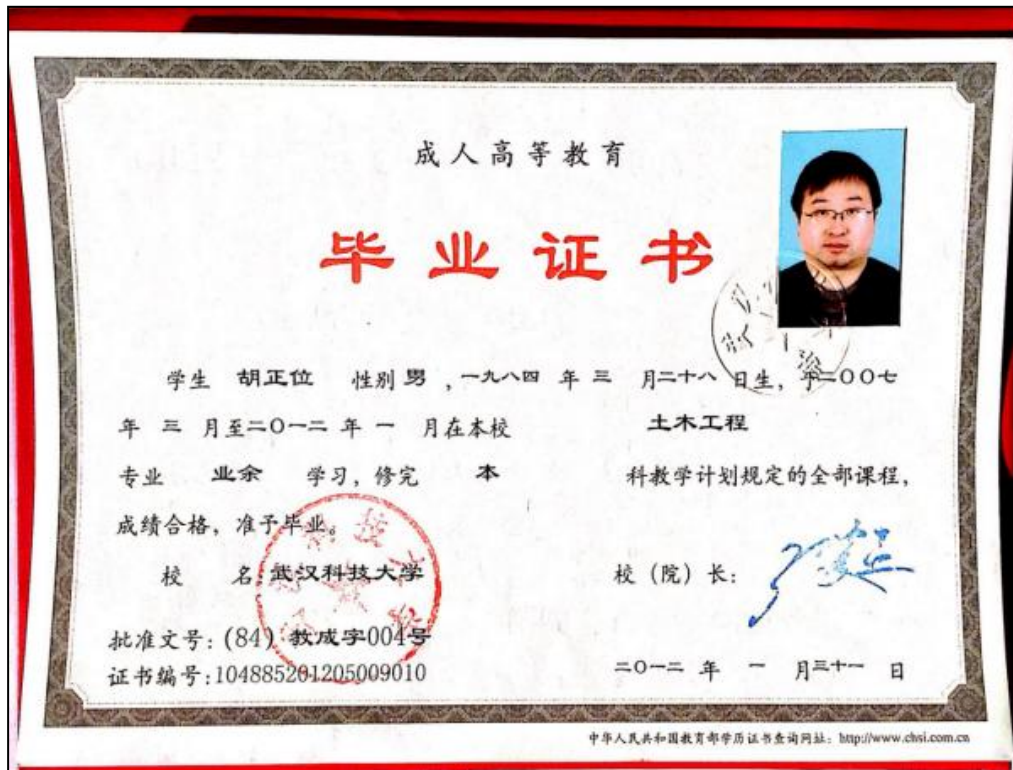 成人高等教育
毕业证书
学生 胡正位 性别 男 ,一九八四 年 三 月二十八 日生, 于二00七
年 三 月至二0一二 年 一 月在本校 土木工程
专业 业余 学习, 修完 本 科教学计划规定的全部课程,
成绩合格, 准予毕业。
校 名: 武汉科技大学 校 (院) 长:
批准文号: (84) 教成字004号
证书编号:104885201205009010 二0一二 年 一 月三十一 日
中华人民共和国教育部学历证书查询网址: http://www.chsi.com.cn